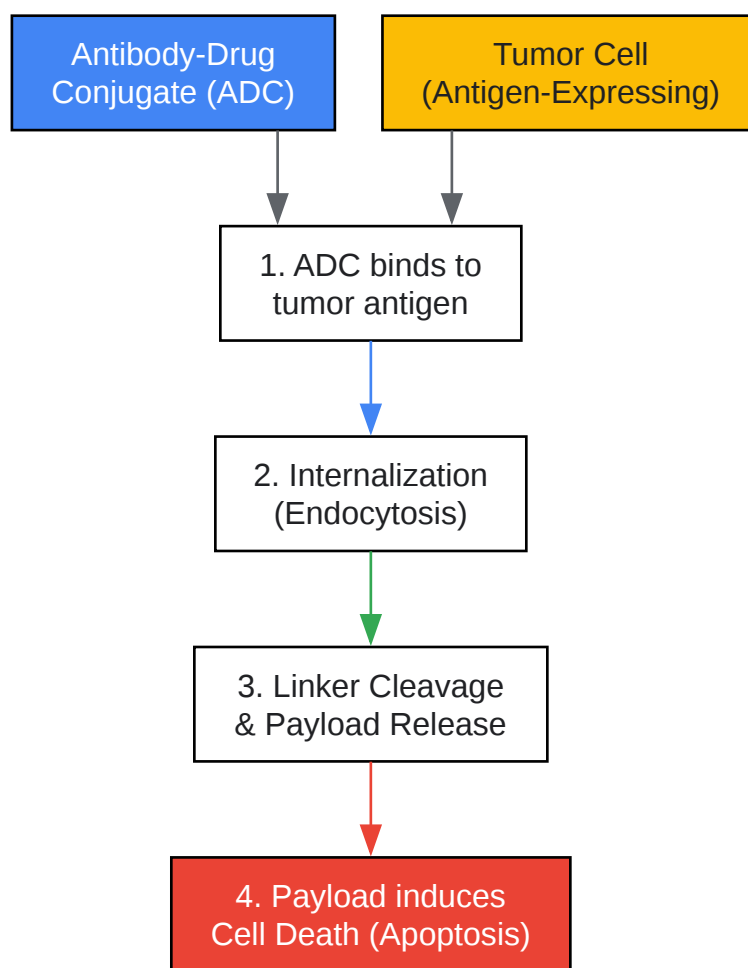 Antibody-Drug
Conjugate (ADC)
Tumor Cell
(Antigen-Expressing)
1. ADC binds to
tumor antigen
2. Internalization
(Endocytosis)
3. Linker Cleavage
& Payload Release
4. Payload induces
Cell Death (Apoptosis)